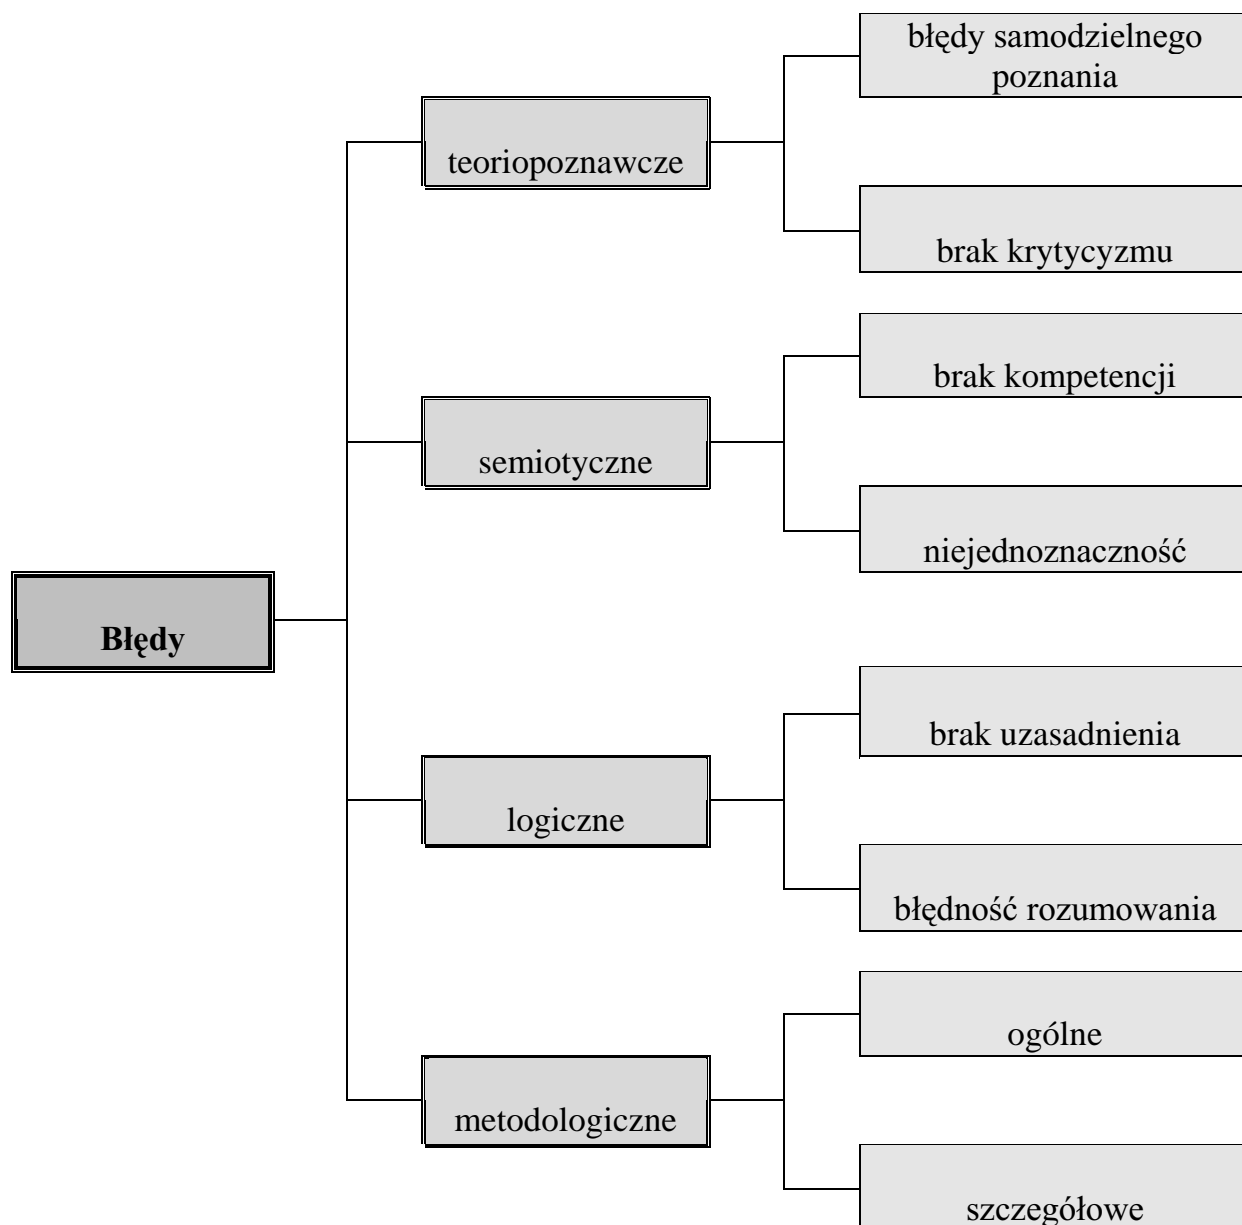 błędy samodzielnego
poznania
teoriopoznawcze
brak krytycyzmu
brak kompetencji
semiotyczne
niejednoznaczność
Błędy
brak uzasadnienia
logiczne
błędność rozumowania
ogólne
metodologiczne
szczegółowe